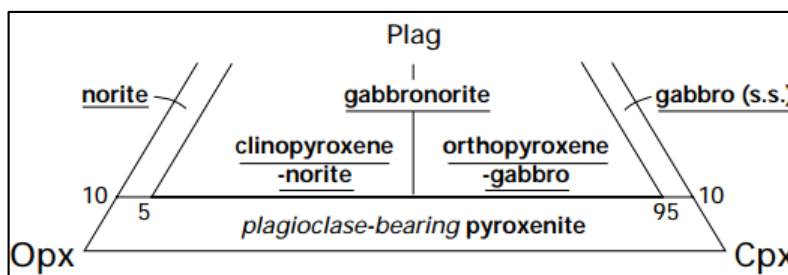 Plag
norite
gabbronorite
gabbro (s.s.)
clinopyroxene
-norite
orthopyroxene
-gabbro
10
10
5
95
plagioclase-bearing pyroxenite
Opx
Cpx